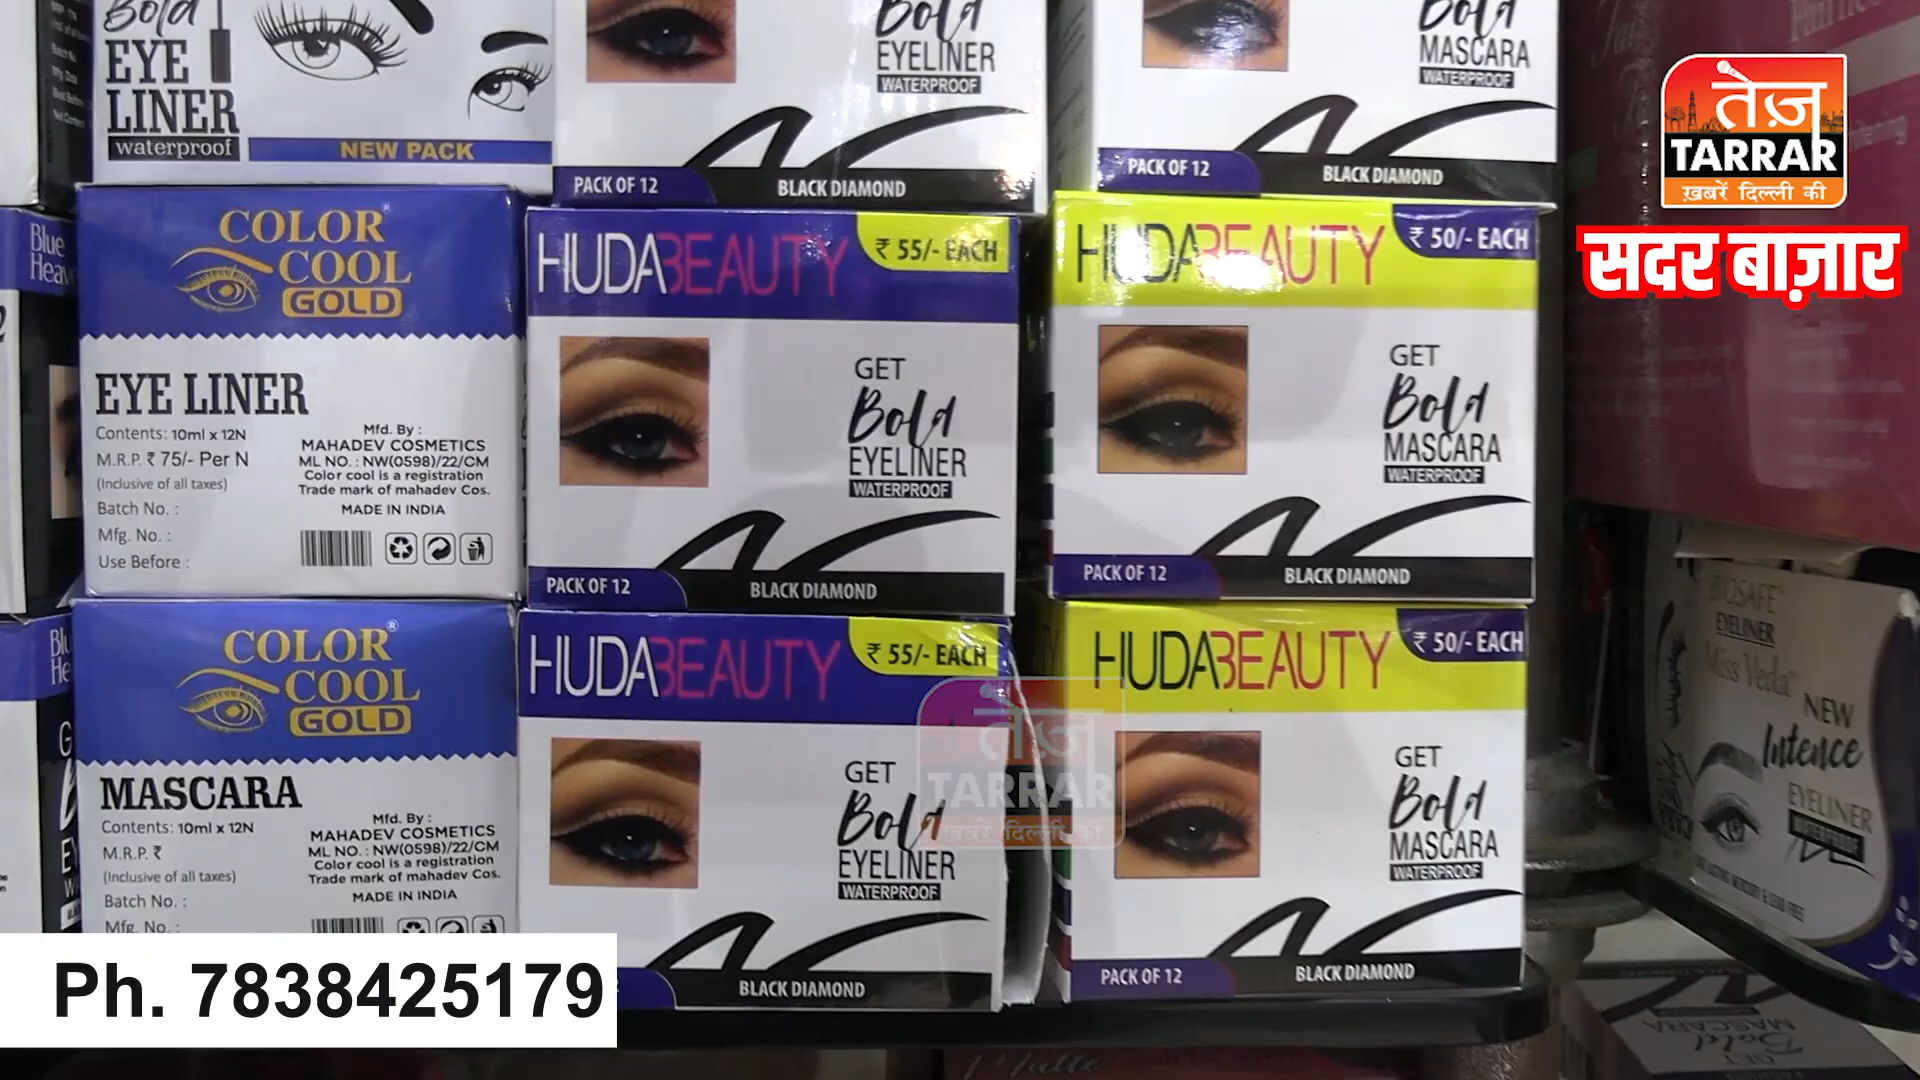 Bold
EYE
LINER
waterproof
NEW PACK
Bold
EYELINER
WATERPROOF
PACK OF 12
BLACK DIAMOND
Bold
MASCARA
WATERPROOF
PACK OF 12
BLACK DIAMOND
तेज़
TARRAR
ख़बरें दिल्ली की
सदर बाज़ार
Blue
COLOR
COOL
GOLD
EYE LINER
Contents: 10ml x 12N
M.R.P. ₹ 75/- Per N
(Inclusive of all taxes)
Batch No. :
Mfg. No. :
Use Before :
Mfd. By :
MAHADEV COSMETICS
ML NO. : NW(0598)/22/CM
Color cool is a registration
Trade mark of mahadev Cos.
MADE IN INDIA
HUDABEAUTY
₹ 55/- EACH
GET
Bold
EYELINER
WATERPROOF
PACK OF 12
BLACK DIAMOND
HUDABEAUTY
₹ 50/- EACH
GET
Bold
MASCARA
WATERPROOF
PACK OF 12
BLACK DIAMOND
COLOR
COOL
GOLD
MASCARA
Contents: 10ml x 12N
M.R.P. ₹
(Inclusive of all taxes)
Batch No. :
Mfg. No. :
Mfd. By :
MAHADEV COSMETICS
ML NO. : NW(0598)/22/CM
Color cool is a registration
Trade mark of mahadev Cos.
MADE IN INDIA
HUDABEAUTY
₹ 55/- EACH
GET
Bold
EYELINER
WATERPROOF
BLACK DIAMOND
HUDABEAUTY
₹ 50/- EACH
GET
Bold
MASCARA
WATERPROOF
PACK OF 12
BLACK DIAMOND
तेज़
TARRAR
ख़बरें दिल्ली की
EYELINER
Miss Veda
NEW
Intence
EYELINER
WATERPROOF
Matte
GET
Bold
MASCARA
Ph. 7838425179